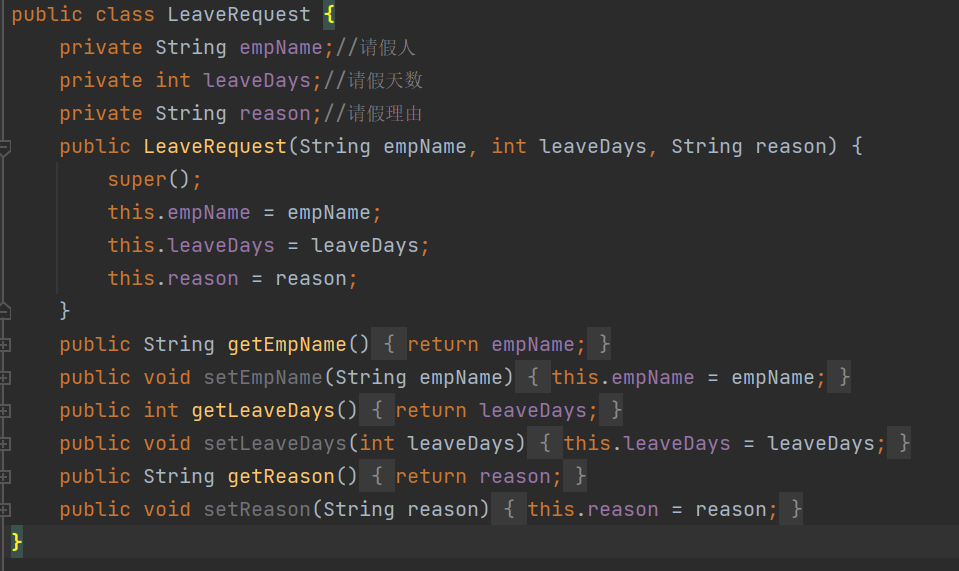 public class LeaveRequest {
    private String empName;//请假人
    private int leaveDays;//请假天数
    private String reason;//请假理由
    public LeaveRequest(String empName, int leaveDays, String reason) {
        super();
        this.empName = empName;
        this.leaveDays = leaveDays;
        this.reason = reason;
    }
    public String getEmpName() { return empName; }
    public void setEmpName(String empName) { this.empName = empName; }
    public int getLeaveDays() { return leaveDays; }
    public void setLeaveDays(int leaveDays) { this.leaveDays = leaveDays; }
    public String getReason() { return reason; }
    public void setReason(String reason) { this.reason = reason; }
}